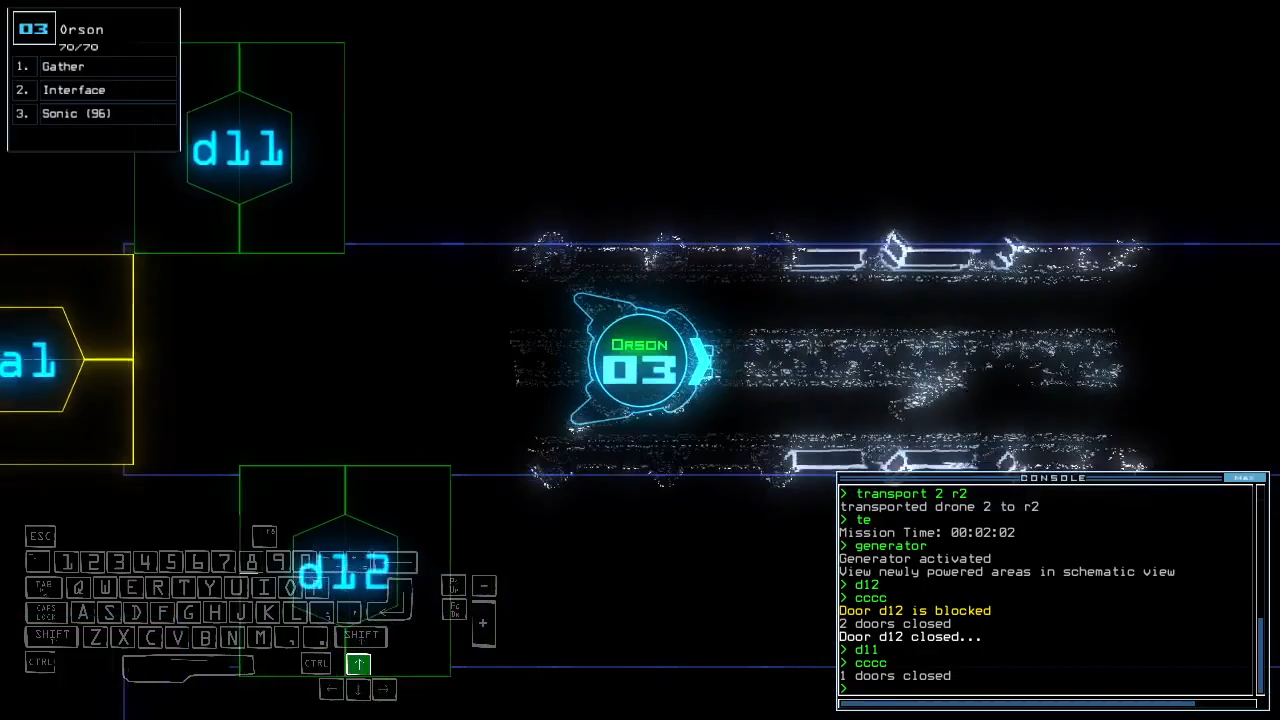 03 Orson
70/70
1. Gather
2. Interface
3. Sonic (96)
d11
a1
Orson
03
d12
CONSOLE
MAX
> transport 2 r2
transported drone 2 to r2
> te
Mission Time: 00:02:02
> generator
Generator activated
View newly powered areas in schematic view
> d12
> cccc
Door d12 is blocked
2 doors closed
Door d12 closed...
> d11
> cccc
1 doors closed
>
ESC
1 2 3 4 5 6 7 8 9
TAB Q W E R T Y U I O
CAPS LOCK A S D F G H J K L ;
SHIFT Z X C V B N M , . SHIFT
CTRL CTRL ↑
← ↓ →
- +